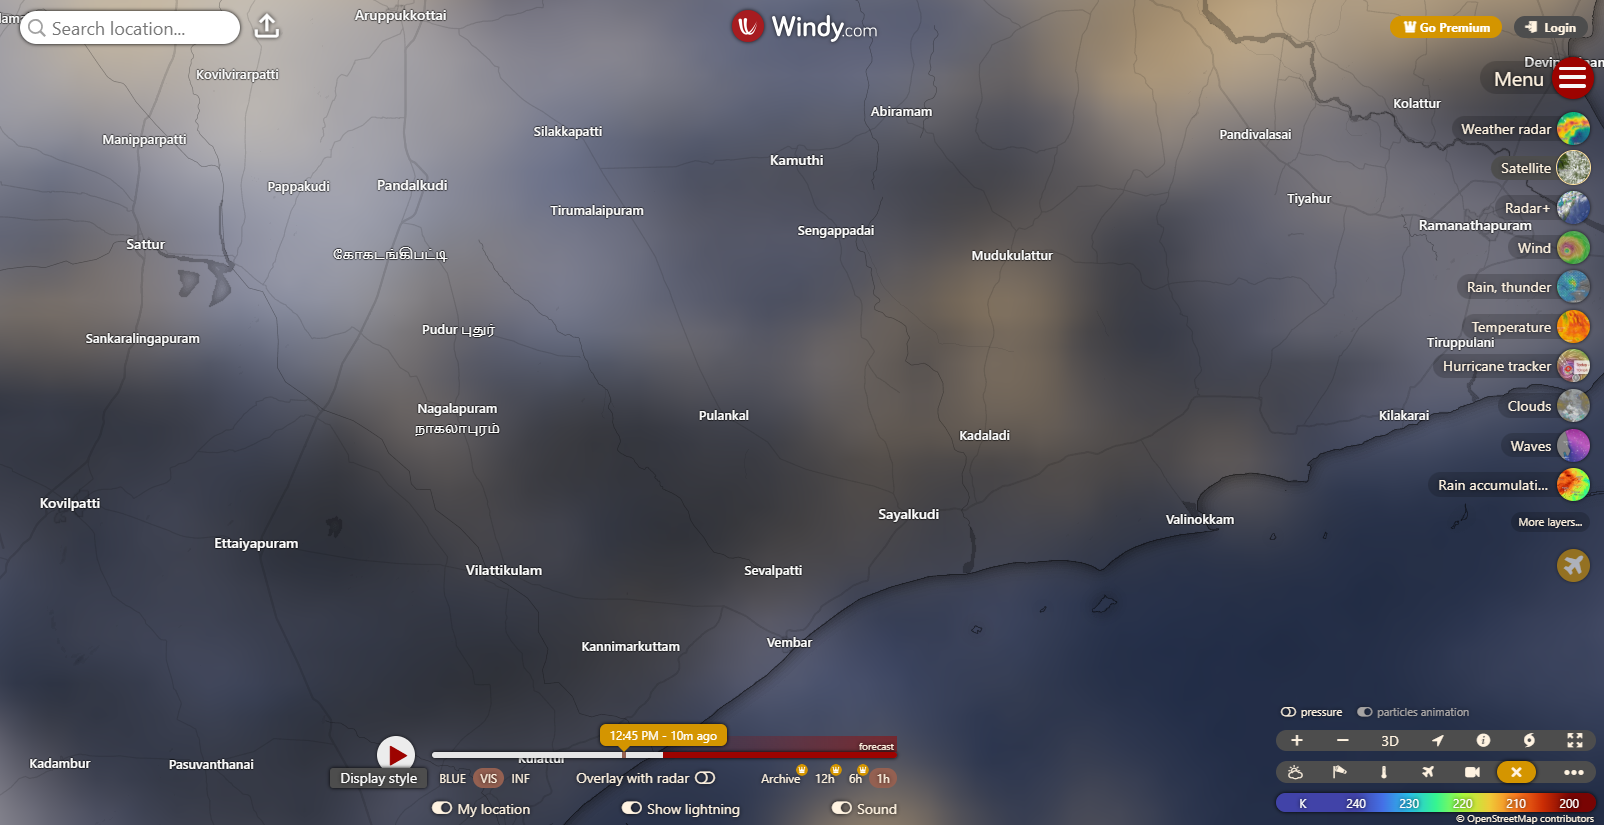 Aruppukkottai
Search location...
Windy.com
Go Premium
Login
Kovilvirarpatti
Menu
Kolattur
Abiramam
Silakkapatti
Weather radar
Pandivalasai
Manipparpatti
Kamuthi
Satellite
Pappakudi
Pandalkudi
Tiyahur
Tirumalaipuram
Radar+
Ramanathapuram
Sengappadai
Sattur
கோகடங்கிபட்டி
Mudukulattur
Wind
Rain, thunder
Pudur புதுர்
Temperature
Sankaralingapuram
Tiruppulani
Hurricane tracker
Nagalapuram
நாகலாபுரம்
Clouds
Pulankal
Kilakarai
Kadaladi
Waves
Rain accumulati...
Kovilpatti
Sayalkudi
Valinokkam
More layers...
Ettaiyapuram
Vilattikulam
Sevalpatti
Kannimarkuttam
Vembar
pressure
particles animation
12:45 PM - 10m ago
forecast
3D
Kadambur
Pasuvanthanai
Kulattur
Display style
BLUE
VIS
INF
Overlay with radar
Archive
12h
6h
1h
My location
Show lightning
Sound
K 240 230 220 210 200
© OpenStreetMap contributors